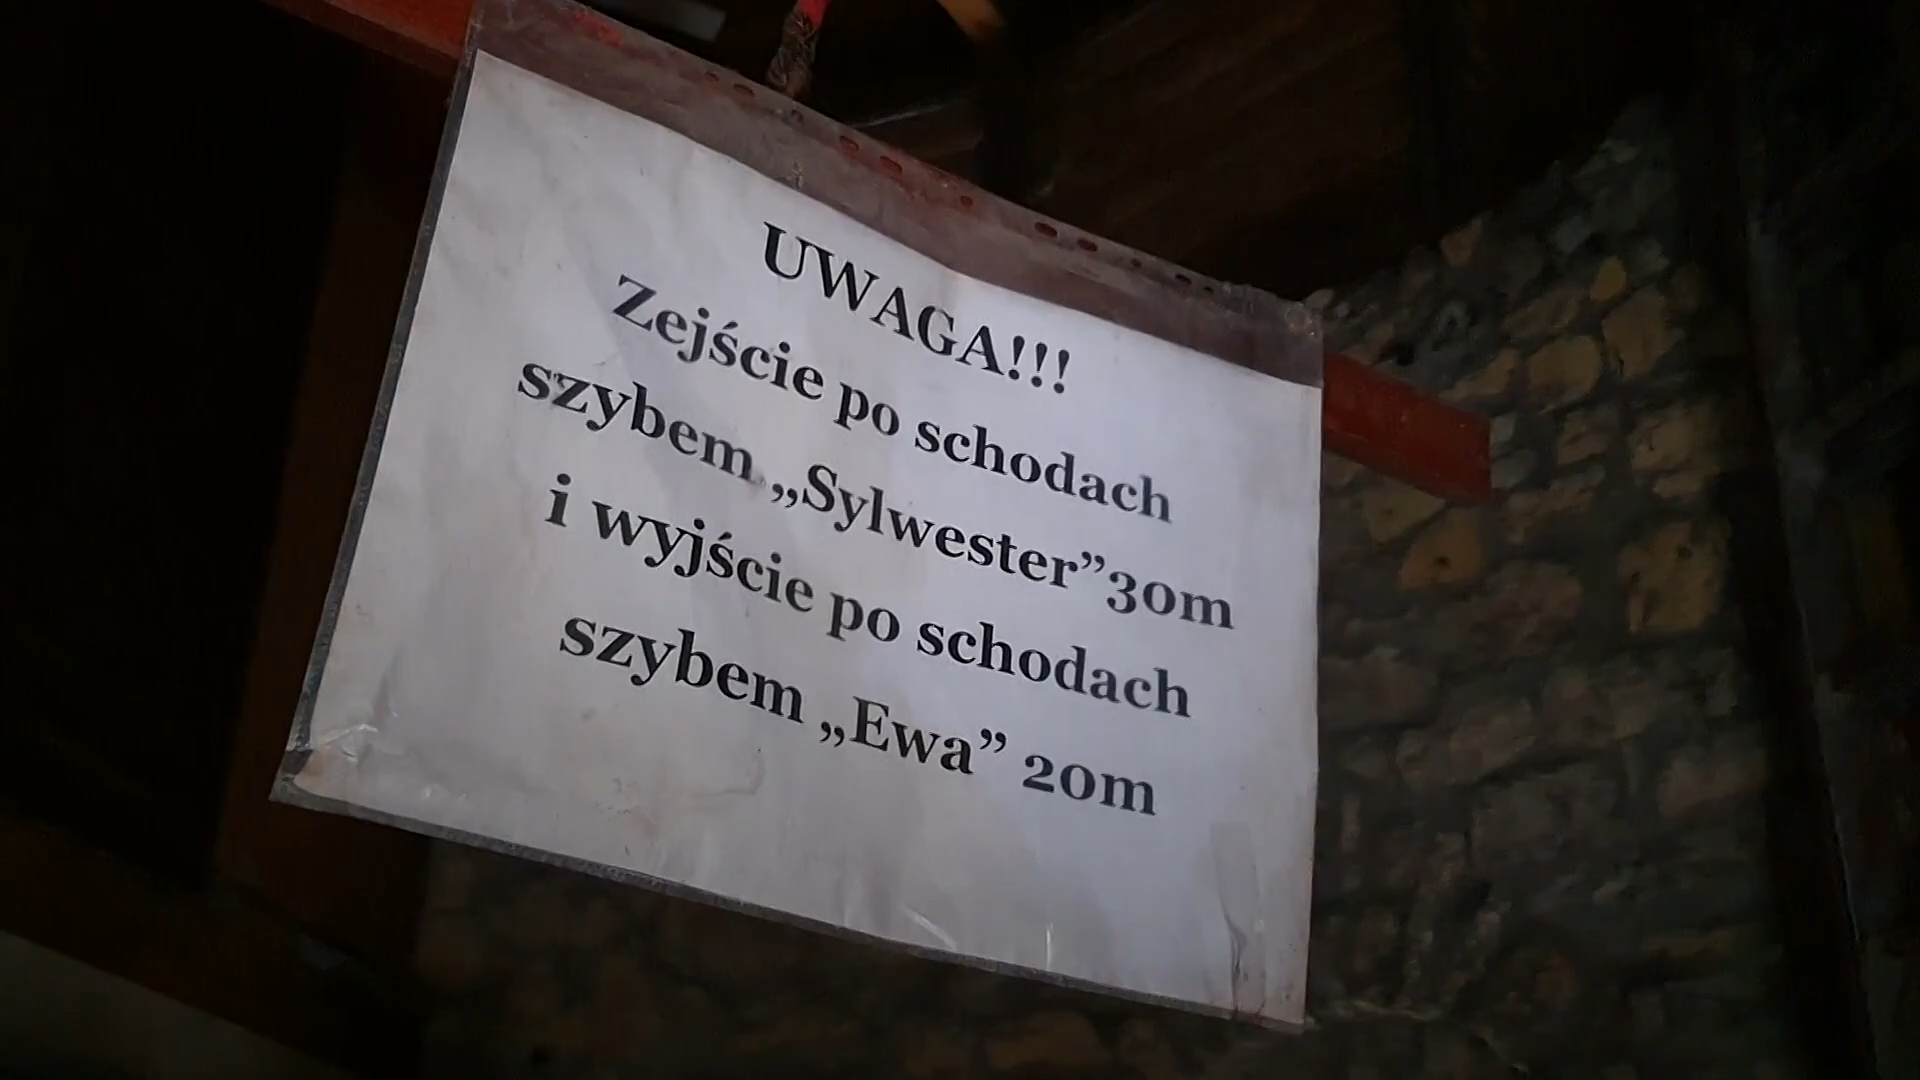 UWAGA!!!
Zejście po schodach
szybem „Sylwester”30m
i wyjście po schodach
szybem „Ewa” 20m